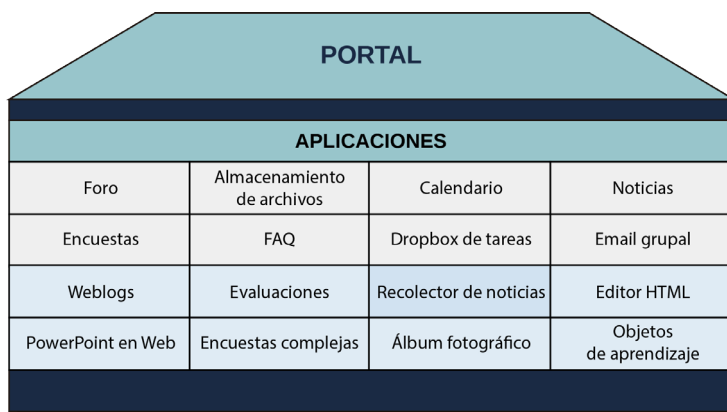 PORTAL
APLICACIONES
Foro
Almacenamiento
de archivos
Calendario
Noticias
Encuestas
FAQ
Dropbox de tareas
Email grupal
Weblogs
Evaluaciones
Recolector de noticias
Editor HTML
PowerPoint en Web
Encuestas complejas
Álbum fotográfico
Objetos
de aprendizaje